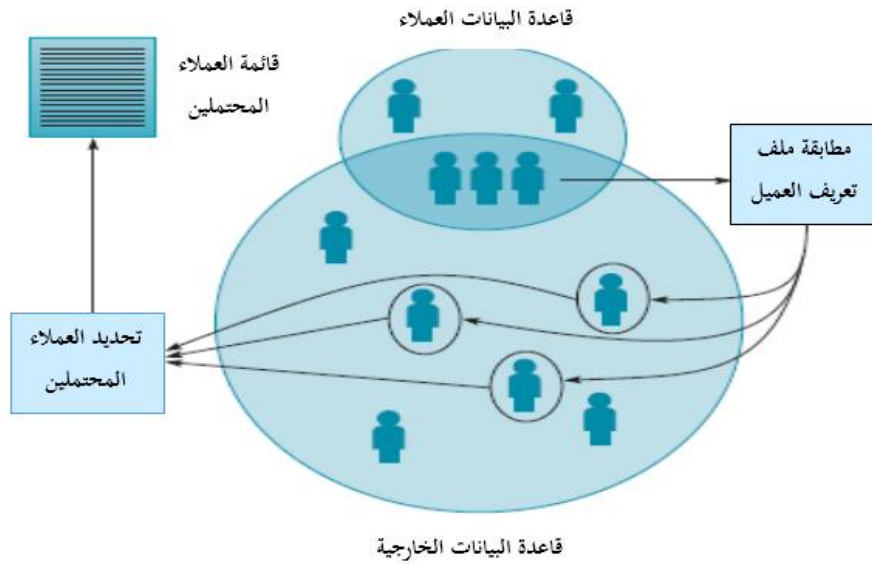 قاعدة البيانات العملاء
قائمة العملاء
المحتملين
مطابقة ملف
تعريف العميل
تحديد العملاء
المحتملين
قاعدة البيانات الخارجية